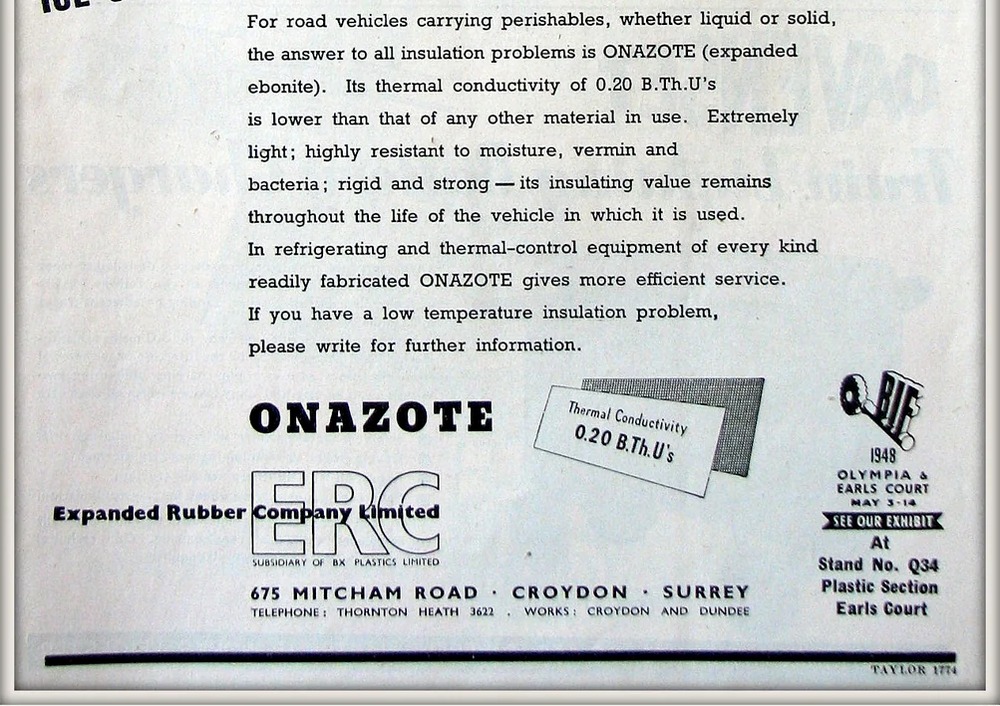 For road vehicles carrying perishables, whether liquid or solid,
the answer to all insulation problems is ONAZOTE (expanded
ebonite). Its thermal conductivity of 0.20 B.Th.U's
is lower than that of any other material in use. Extremely
light; highly resistant to moisture, vermin and
bacteria; rigid and strong — its insulating value remains
throughout the life of the vehicle in which it is used.
In refrigerating and thermal-control equipment of every kind
readily fabricated ONAZOTE gives more efficient service.
If you have a low temperature insulation problem,
please write for further information.
ONAZOTE
Thermal Conductivity
0.20 B.Th.U's
ERC
Expanded Rubber Company Limited
SUBSIDIARY OF BX PLASTICS LIMITED
675 MITCHAM ROAD · CROYDON · SURREY
TELEPHONE: THORNTON HEATH 3622 . WORKS: CROYDON AND DUNDEE
BIF
1948
OLYMPIA &
EARLS COURT
MAY 3-14
SEE OUR EXHIBIT
At
Stand No. Q34
Plastic Section
Earls Court
TAYLOR 1774